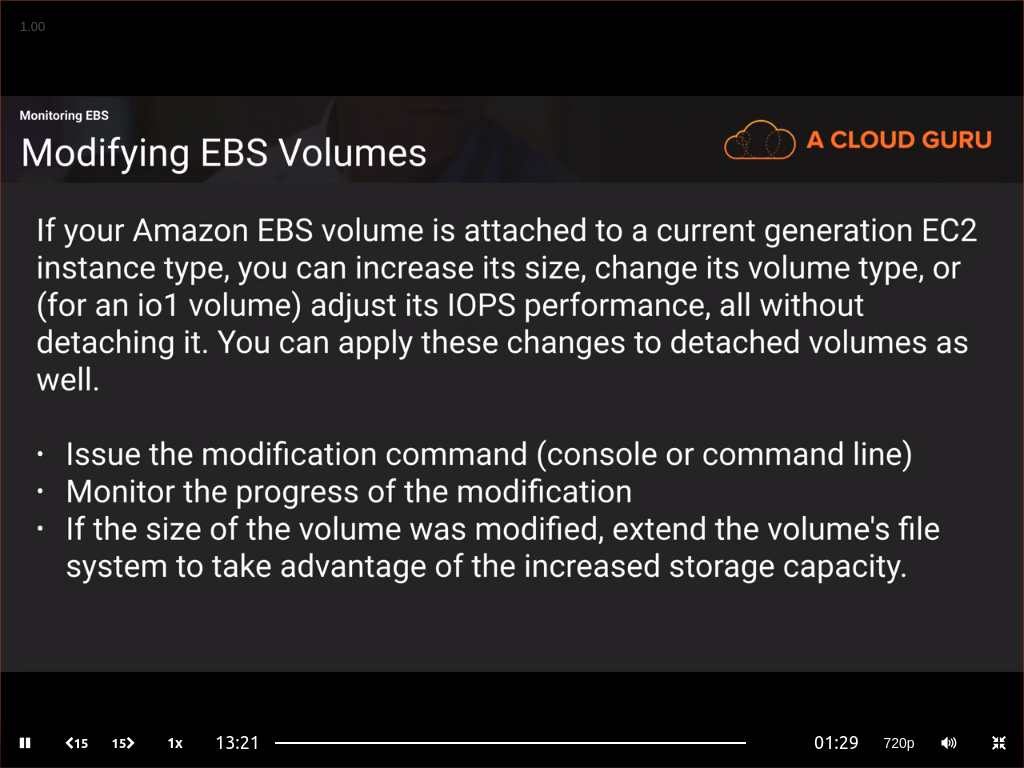 1.00
Monitoring EBS
Modifying EBS Volumes
A CLOUD GURU
If your Amazon EBS volume is attached to a current generation EC2
instance type, you can increase its size, change its volume type, or
(for an io1 volume) adjust its IOPS performance, all without
detaching it. You can apply these changes to detached volumes as
well.
• Issue the modification command (console or command line)
• Monitor the progress of the modification
• If the size of the volume was modified, extend the volume's file
system to take advantage of the increased storage capacity.
15 15 1x 13:21 01:29 720p